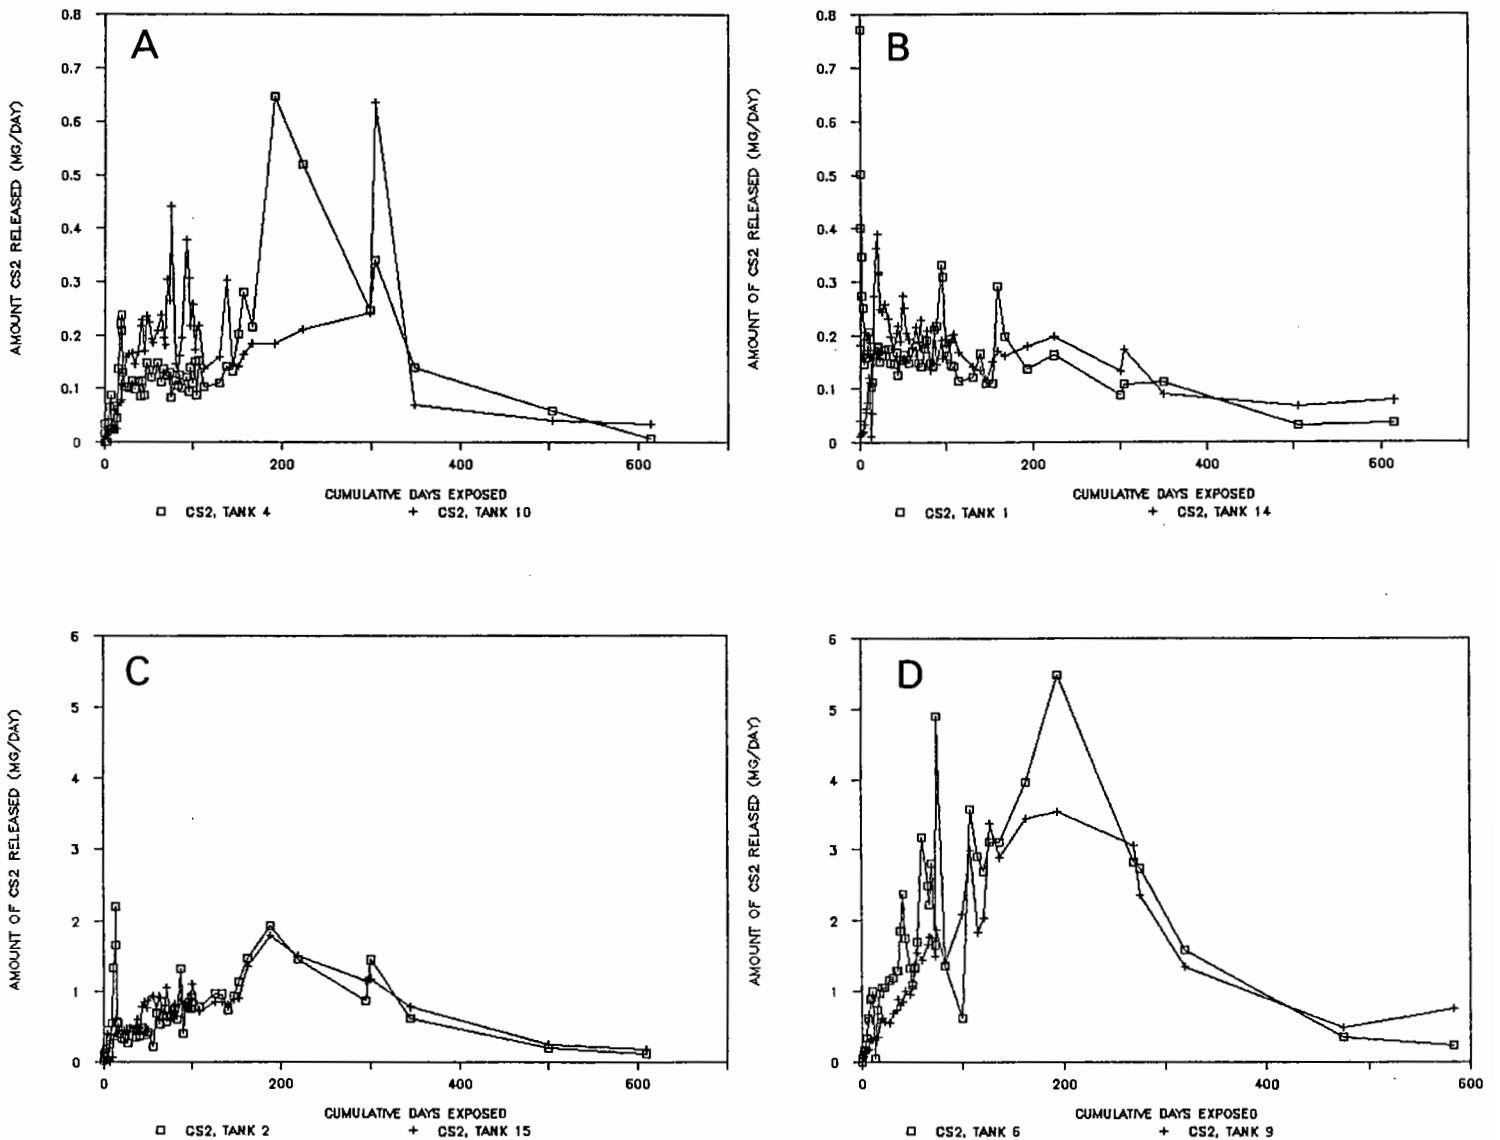 A
0.8
0.7
0.6
0.5
0.4
0.3
0.2
0.1
0
0 200 400 600
AMOUNT CS2 RELEASED (MG/DAY)
CUMULATIVE DAYS EXPOSED
CS2, TANK 4 CS2, TANK 10
B
0.8
0.7
0.6
0.5
0.4
0.3
0.2
0.1
0
0 200 400 600
AMOUNT OF CS2 RELEASED (MG/DAY)
CUMULATIVE DAYS EXPOSED
CS2, TANK 1 CS2, TANK 14
C
6
5
4
3
2
1
0
0 200 400 600
AMOUNT OF CS2 RELEASED (MG/DAY)
CUMULATIVE DAYS EXPOSED
CS2, TANK 2 CS2, TANK 15
D
6
5
4
3
2
1
0
0 200 400 600
AMOUNT OF CS2 RELASED (MG/DAY)
CUMULATIVE DAYS EXPOSED
CS2, TANK 6 CS2, TANK 9